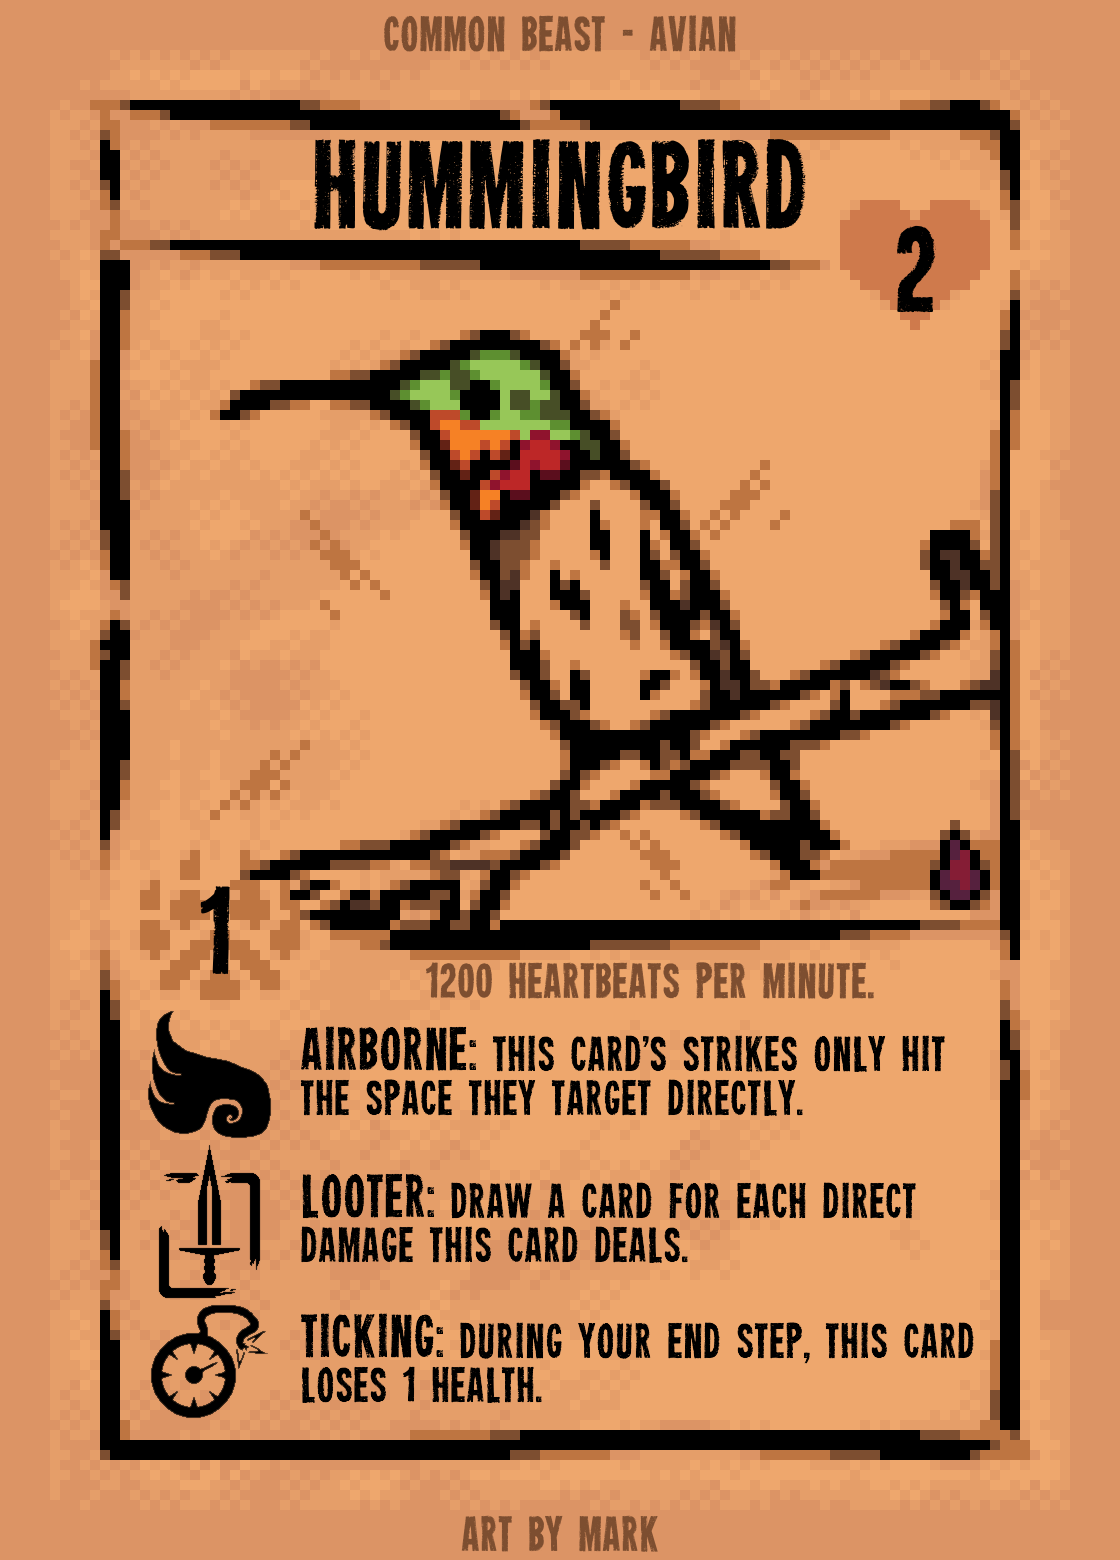 COMMON BEAST - AVIAN
HUMMINGBIRD
2
1
1200 HEARTBEATS PER MINUTE.
AIRBORNE: THIS CARD'S STRIKES ONLY HIT
THE SPACE THEY TARGET DIRECTLY.
LOOTER: DRAW A CARD FOR EACH DIRECT
DAMAGE THIS CARD DEALS.
TICKING: DURING YOUR END STEP, THIS CARD
LOSES 1 HEALTH.
ART BY MARK